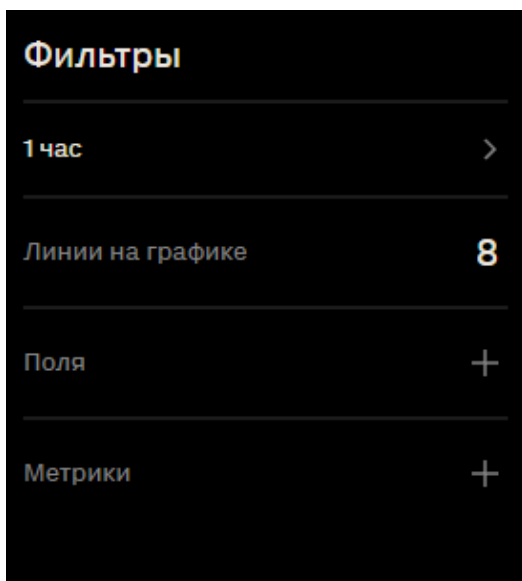 Фильтры
1 час
Линии на графике 8
Поля
Метрики